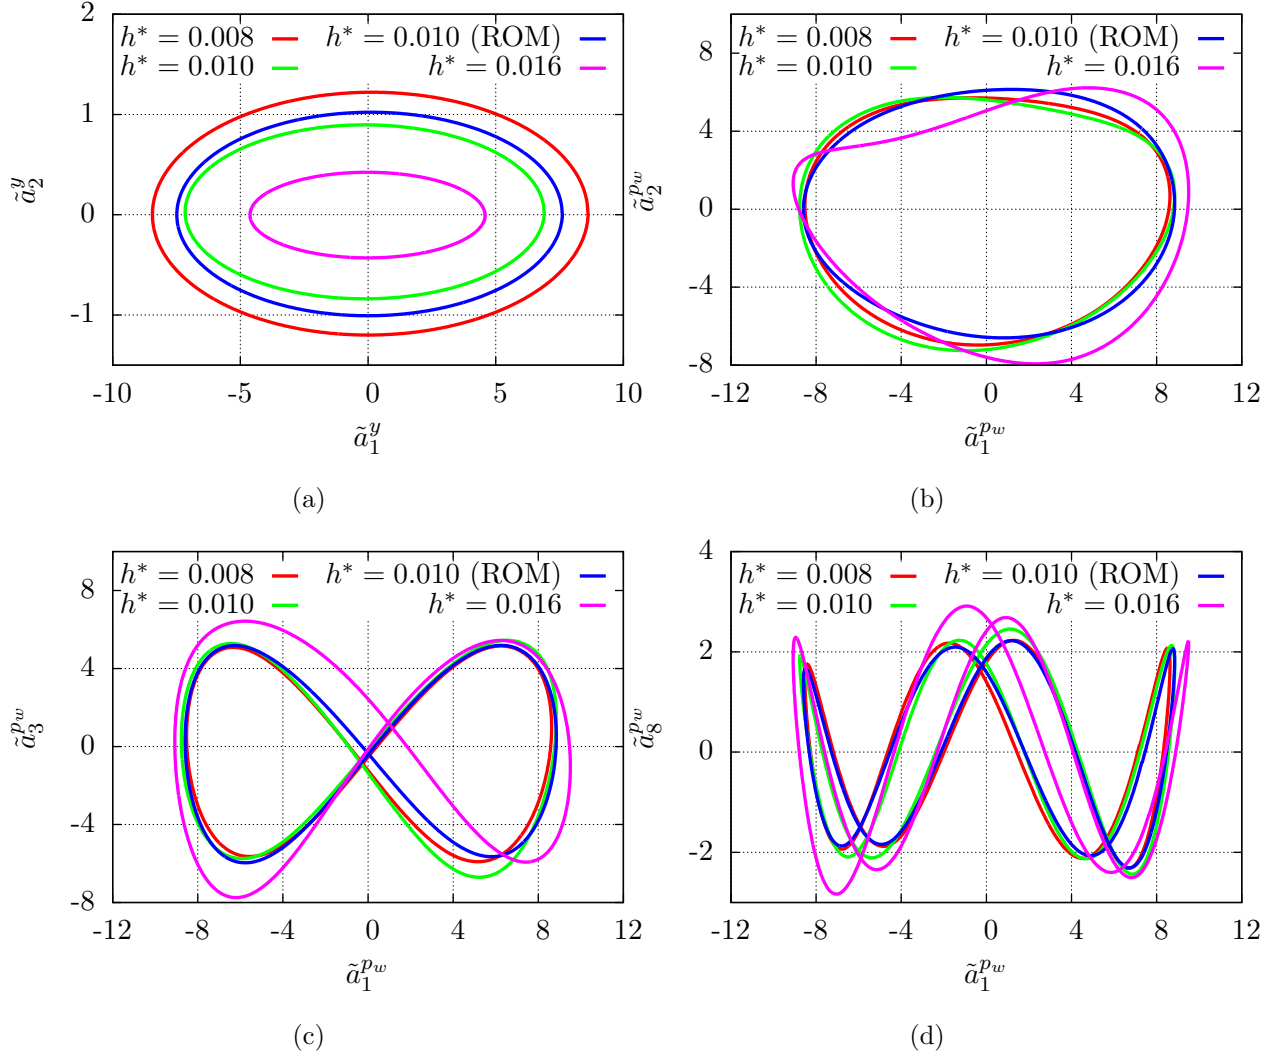 2
1
0
-1
-10
-5
0
5
10
ã₂ʸ
ã₁ʸ
h* = 0.008
h* = 0.010 (ROM)
h* = 0.010
h* = 0.016
(a)
8
4
0
-4
-8
-12
-8
-4
0
4
8
12
ã₂^{p_w}
ã₁^{p_w}
h* = 0.008
h* = 0.010 (ROM)
h* = 0.010
h* = 0.016
(b)
8
4
0
-4
-8
-12
-8
-4
0
4
8
12
ã₃^{p_w}
ã₁^{p_w}
h* = 0.008
h* = 0.010 (ROM)
h* = 0.010
h* = 0.016
(c)
4
2
0
-2
-12
-8
-4
0
4
8
12
ã₈^{p_w}
ã₁^{p_w}
h* = 0.008
h* = 0.010 (ROM)
h* = 0.010
h* = 0.016
(d)